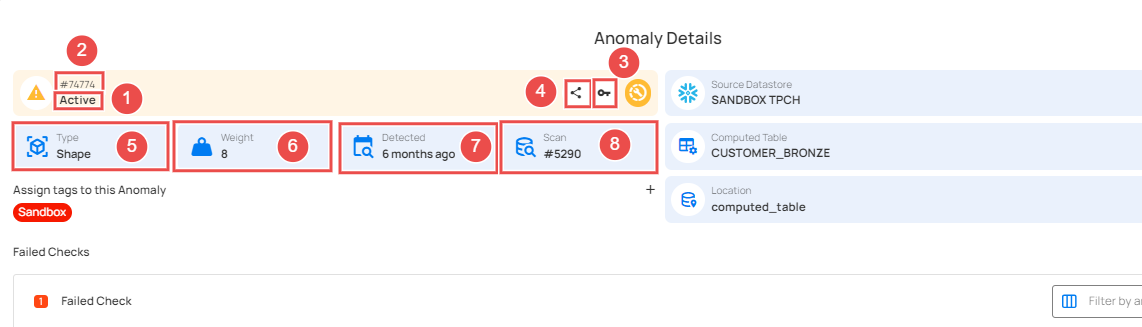 Anomaly Details
2
3
#74774
Active
1
4
Source Datastore
SANDBOX TPCH
Type
Shape
5
Weight
8
6
Detected
6 months ago
7
Scan
#5290
8
Computed Table
CUSTOMER_BRONZE
Assign tags to this Anomaly
+
Sandbox
Location
computed_table
Failed Checks
1 Failed Check
Filter by a